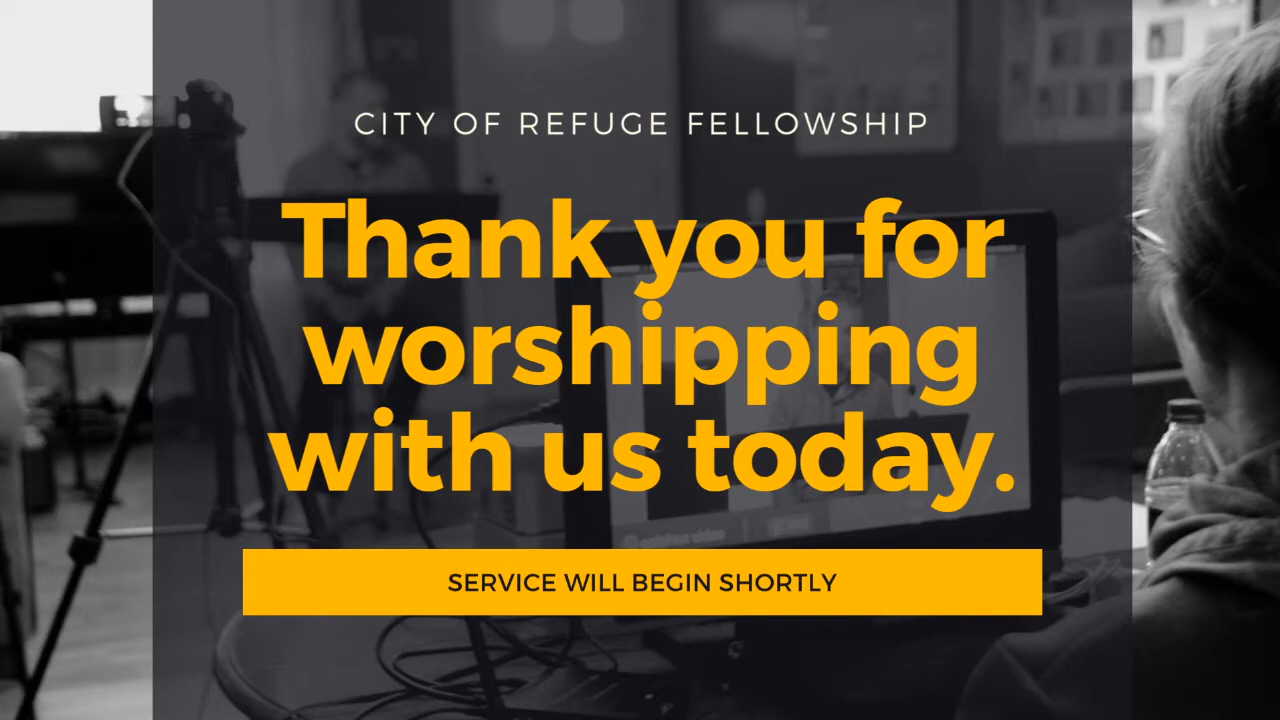 CITY OF REFUGE FELLOWSHIP
Thank you for
worshipping
with us today.
SERVICE WILL BEGIN SHORTLY